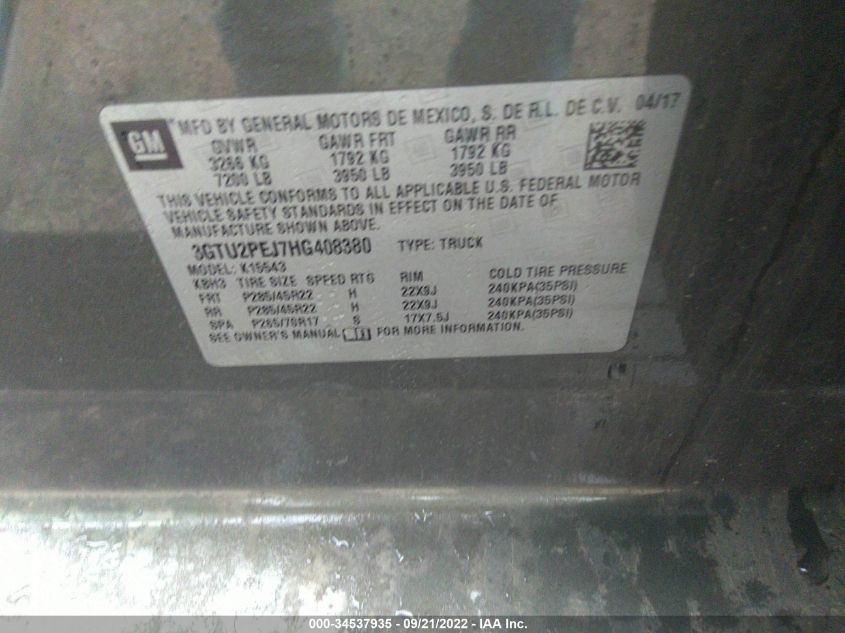 GM
MFD BY GENERAL MOTORS DE MEXICO, S. DE R.L. DE C.V. 04/17
GVWR GAWR FRT GAWR RR
3266 KG 1792 KG 1792 KG
7200 LB 3950 LB 3950 LB
THIS VEHICLE CONFORMS TO ALL APPLICABLE U.S. FEDERAL MOTOR
VEHICLE SAFETY STANDARDS IN EFFECT ON THE DATE OF
MANUFACTURE SHOWN ABOVE.
3GTU2PEJ7HG408380 TYPE: TRUCK
MODEL: K15543
KBH3 TIRE SIZE SPEED RTG RIM COLD TIRE PRESSURE
FRT P285/45R22 H 22X9J 240KPA(35PSI)
RR P285/45R22 H 22X9J 240KPA(35PSI)
SPA P265/70R17 S 17X7.5J 240KPA(35PSI)
SEE OWNER'S MANUAL FOR MORE INFORMATION.
000-34537935 - 09/21/2022 - IAA Inc.